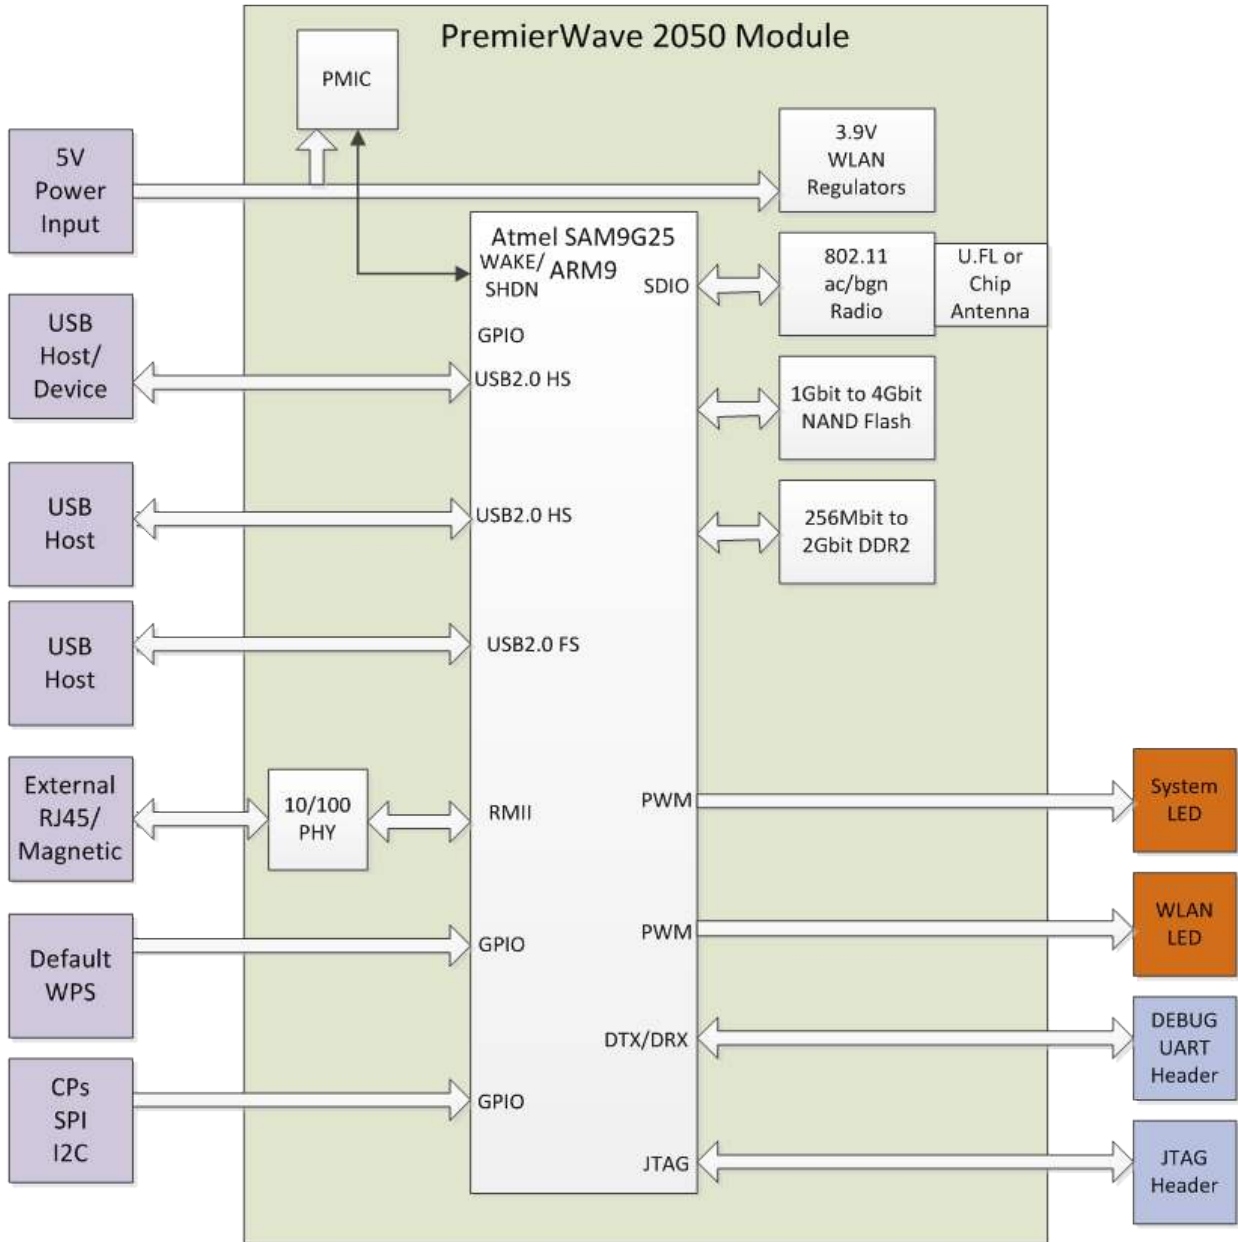 PremierWave 2050 Module
PMIC
5V
Power
Input
3.9V
WLAN
Regulators
Atmel SAM9G25
ARM9
WAKE/
SHDN
SDIO
802.11
ac/bgn
Radio
U.FL or
Chip
Antenna
USB
Host/
Device
GPIO
USB2.0 HS
1Gbit to 4Gbit
NAND Flash
USB
Host
USB2.0 HS
256Mbit to
2Gbit DDR2
USB
Host
USB2.0 FS
External
RJ45/
Magnetic
10/100
PHY
RMII
PWM
System
LED
Default
WPS
GPIO
PWM
WLAN
LED
DTX/DRX
DEBUG
UART
Header
CPs
SPI
I2C
GPIO
JTAG
JTAG
Header